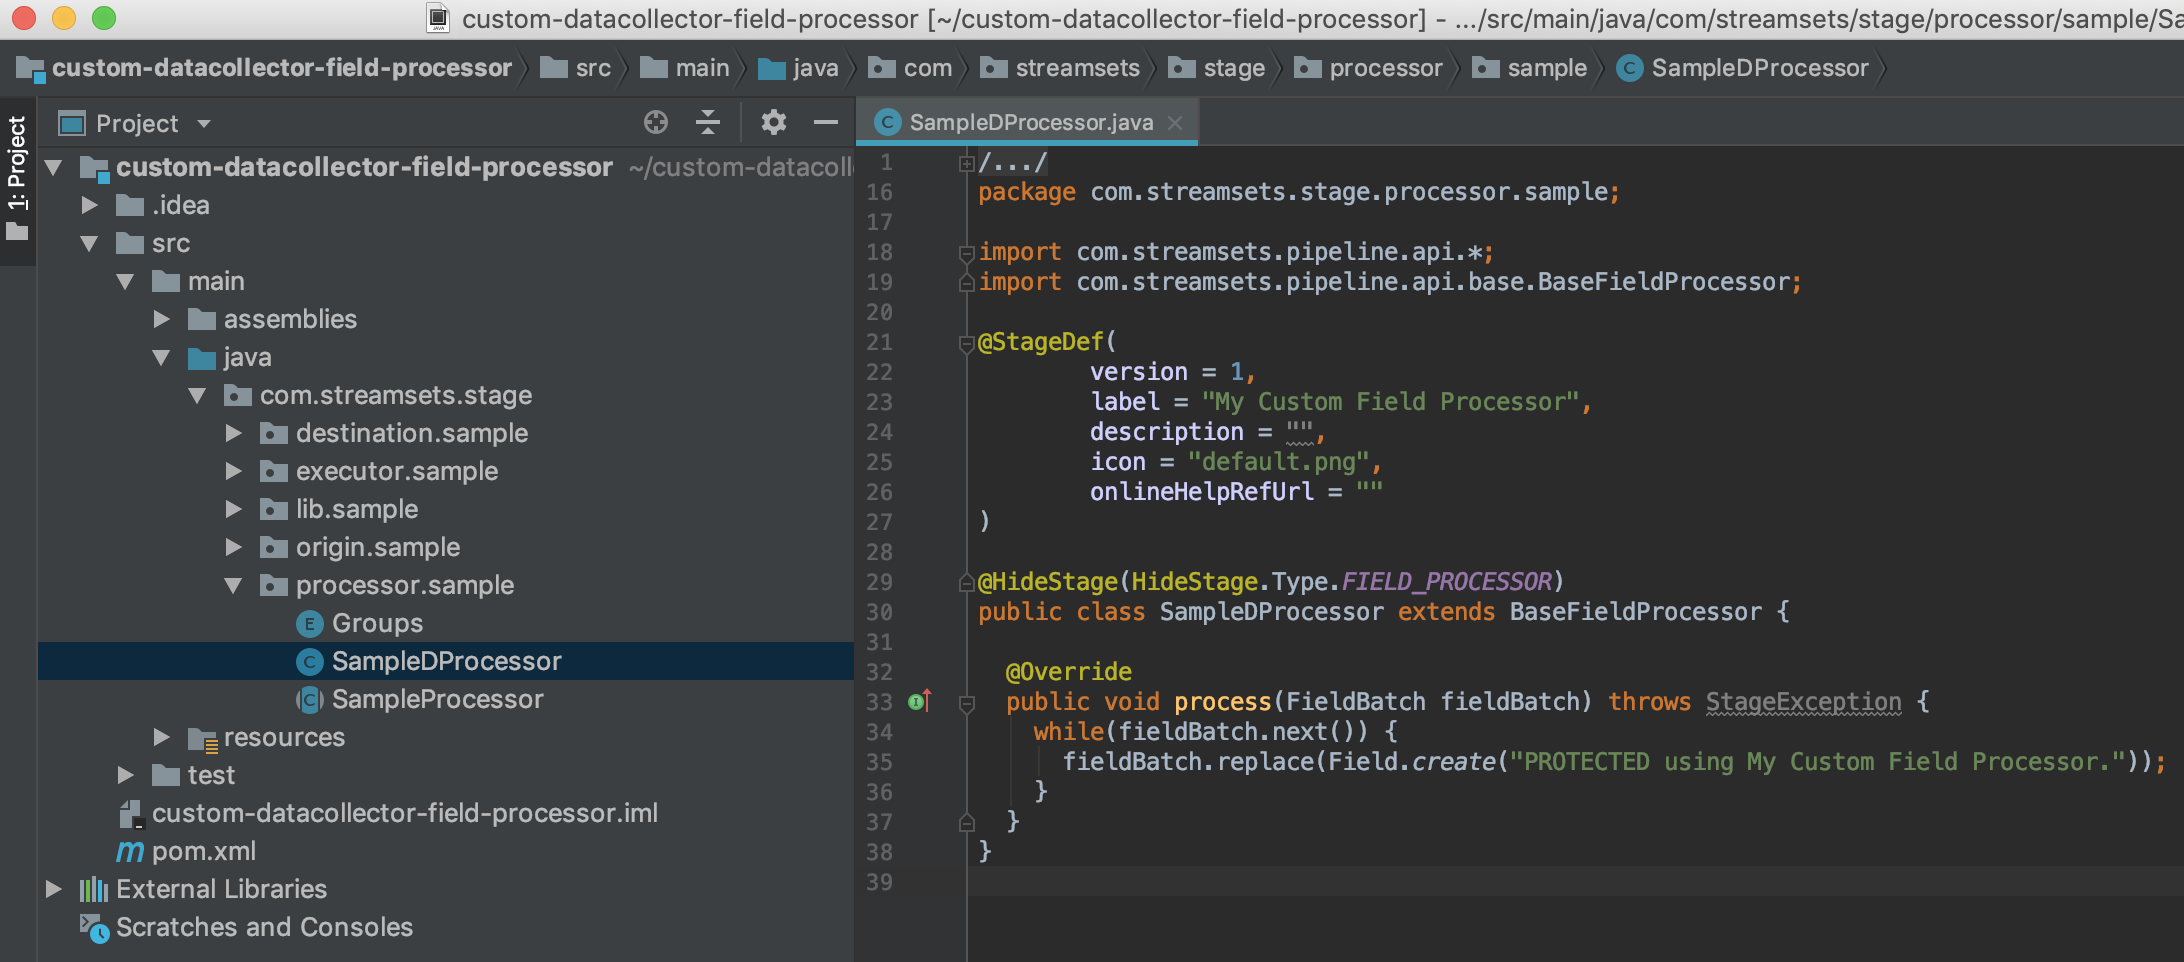 custom-datacollector-field-processor [~/custom-datacollector-field-processor] - .../src/main/java/com/streamsets/stage/processor/sample/Sa
custom-datacollector-field-processor src main java com streamsets stage processor sample SampleDProcessor
1: Project
Project
custom-datacollector-field-processor ~/custom-datacoll
.idea
src
main
assemblies
java
com.streamsets.stage
destination.sample
executor.sample
lib.sample
origin.sample
processor.sample
Groups
SampleDProcessor
SampleProcessor
resources
test
custom-datacollector-field-processor.iml
pom.xml
External Libraries
Scratches and Consoles
SampleDProcessor.java
1 /.../
16 package com.streamsets.stage.processor.sample;
17
18 import com.streamsets.pipeline.api.*;
19 import com.streamsets.pipeline.api.base.BaseFieldProcessor;
20
21 @StageDef(
22 version = 1,
23 label = "My Custom Field Processor",
24 description = "",
25 icon = "default.png",
26 onlineHelpRefUrl = ""
27 )
28
29 @HideStage(HideStage.Type.FIELD_PROCESSOR)
30 public class SampleDProcessor extends BaseFieldProcessor {
31
32 @Override
33 public void process(FieldBatch fieldBatch) throws StageException {
34 while(fieldBatch.next()) {
35 fieldBatch.replace(Field.create("PROTECTED using My Custom Field Processor."));
36 }
37 }
38 }
39